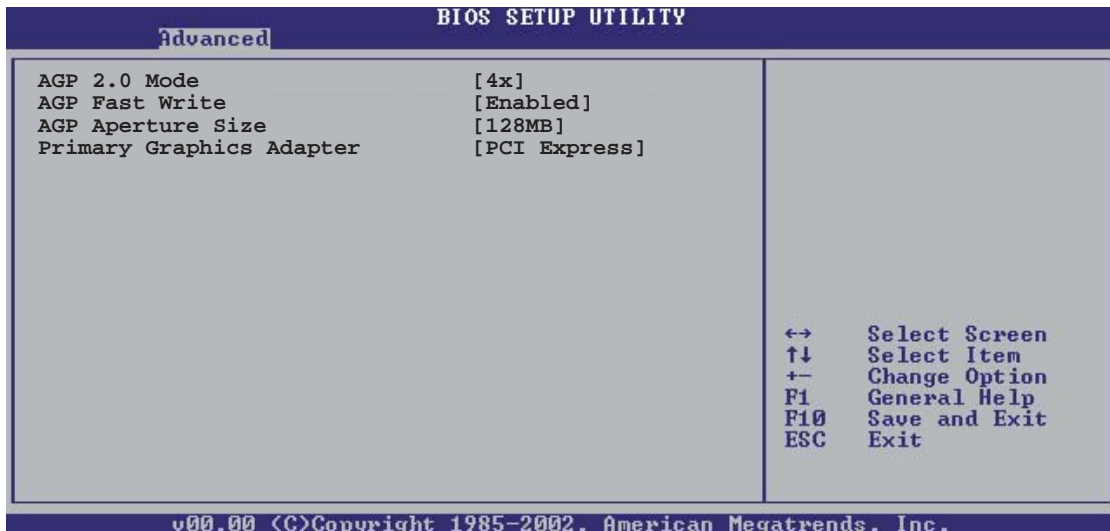 BIOS SETUP UTILITY
Advanced
AGP 2.0 Mode [4x]
AGP Fast Write [Enabled]
AGP Aperture Size [128MB]
Primary Graphics Adapter [PCI Express]
←→ Select Screen
↑↓ Select Item
+- Change Option
F1 General Help
F10 Save and Exit
ESC Exit
v00.00 (C)Copyright 1985-2002, American Megatrends, Inc.